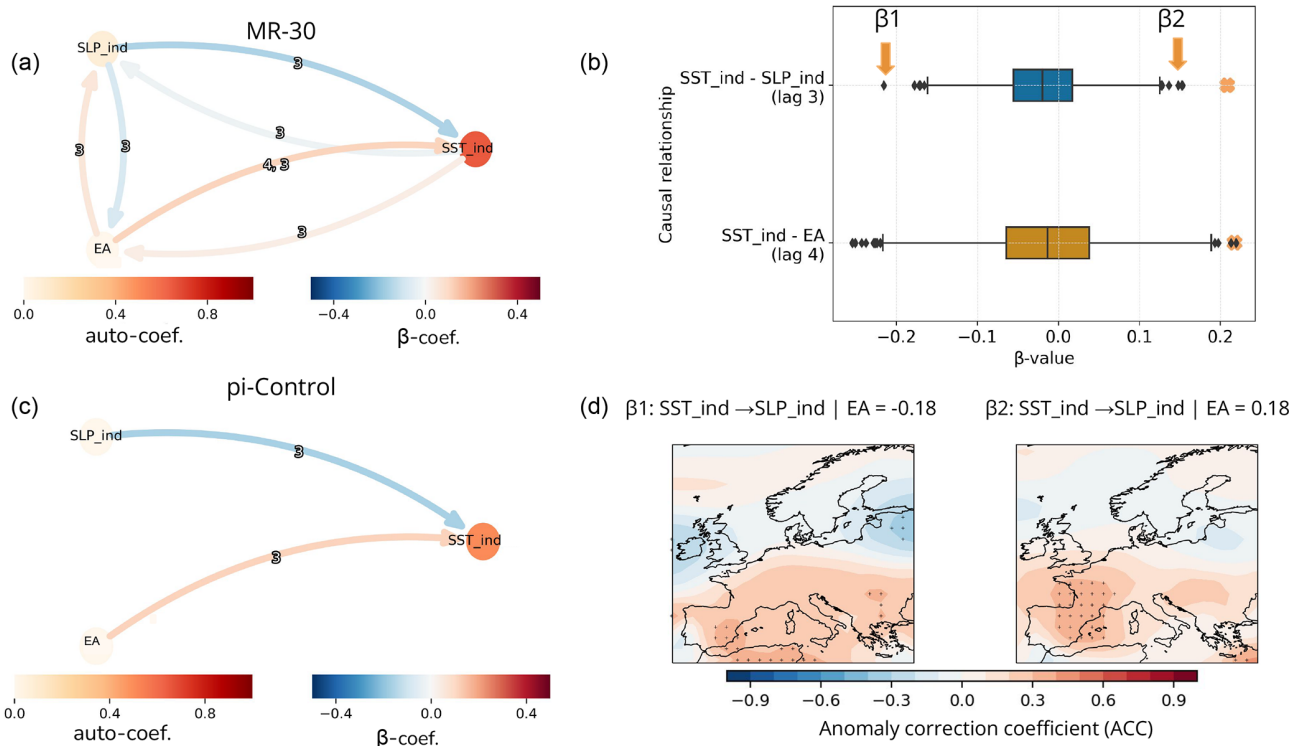 (a)
MR-30
SLP_ind
3
3
3
3
SST_ind
4, 3
3
EA
0.0
0.4
0.8
auto-coef.
−0.4
0.0
0.4
β-coef.
(b)
β1
β2
Causal relationship
SST_ind - SLP_ind
(lag 3)
SST_ind - EA
(lag 4)
−0.2
−0.1
0.0
0.1
0.2
β-value
(c)
pi-Control
SLP_ind
3
SST_ind
3
EA
0.0
0.4
0.8
auto-coef.
−0.4
0.0
0.4
β-coef.
(d)
β1: SST_ind →SLP_ind | EA = -0.18
β2: SST_ind →SLP_ind | EA = 0.18
−0.9
−0.6
−0.3
0.0
0.3
0.6
0.9
Anomaly correction coefficient (ACC)